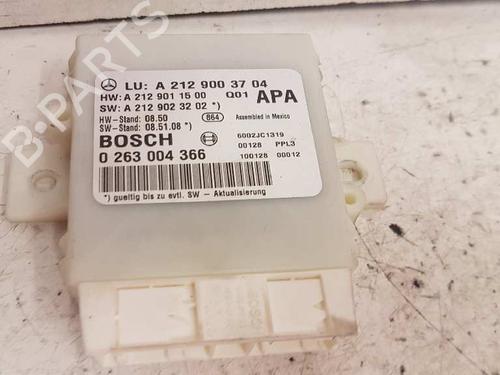 LU: A 212 900 37 04
HW: A 212 901 15 00 Q01 APA
SW: A 212 902 32 02 *)
HW-Stand: 08.50 864 Assembled in Mexico
SW-Stand: 08.51.08 *)
BOSCH 6002JC1319
00128 PPL3
0 263 004 366 100128 00012
*) gueltig bis zu evtl. SW - Aktualisierung
B-PARTS